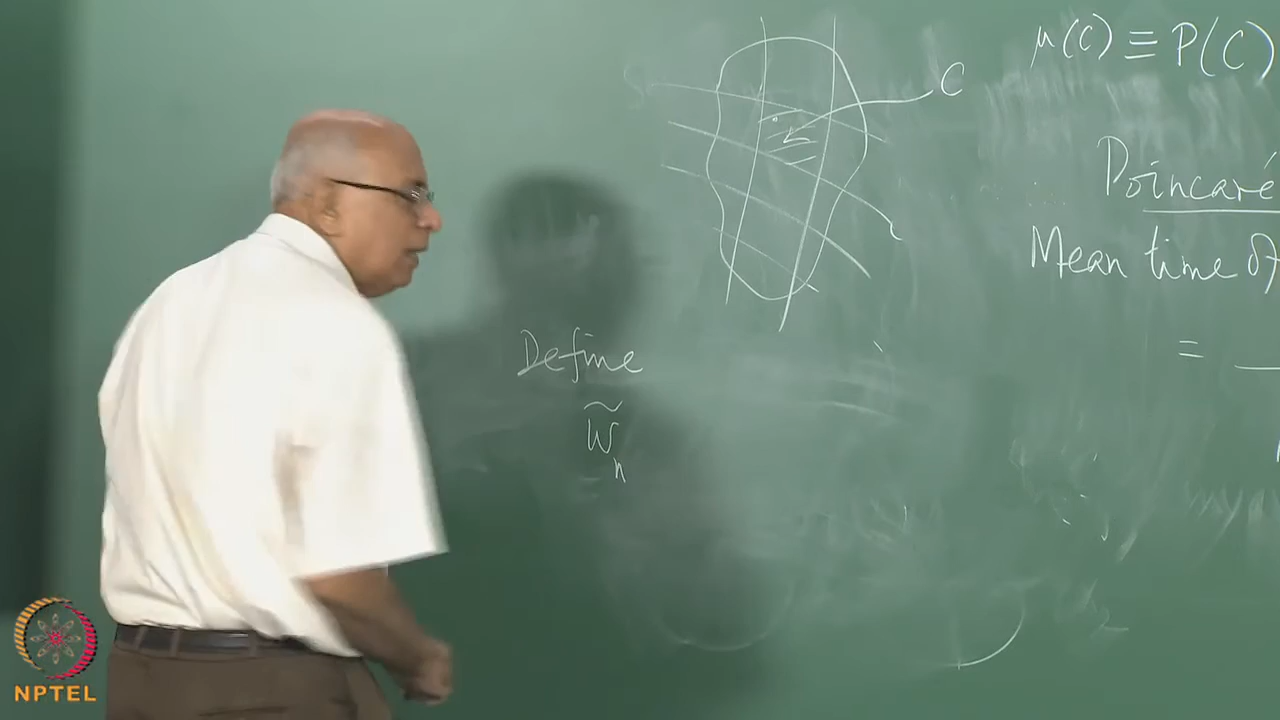 C
μ(C) ≡ P(C)
Poincaré
Mean time of
=
Define
w̃ₙ
NPTEL